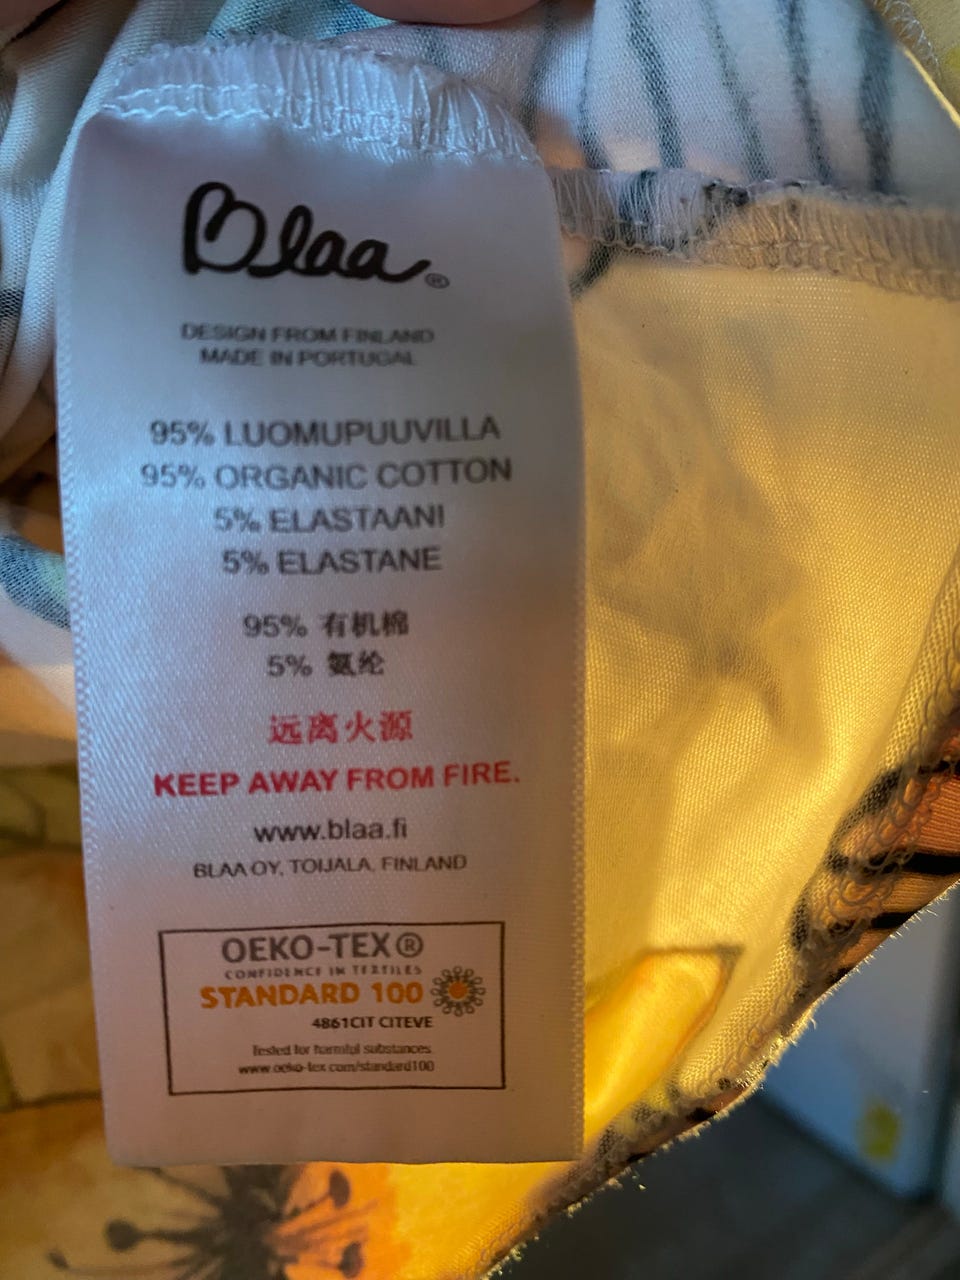 Blaa®
DESIGN FROM FINLAND
MADE IN PORTUGAL
95% LUOMUPUUVILLA
95% ORGANIC COTTON
5% ELASTAANI
5% ELASTANE
95% 有机棉
5% 氨纶
远离火源
KEEP AWAY FROM FIRE.
www.blaa.fi
BLAA OY, TOIJALA, FINLAND
OEKO-TEX®
CONFIDENCE IN TEXTILES
STANDARD 100
4861CIT CITEVE
Tested for harmful substances
www.oeko-tex.com/standard100